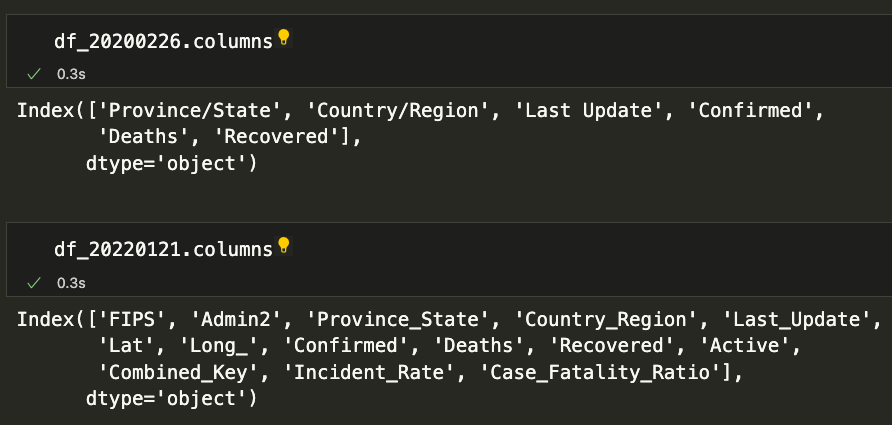 df_20200226.columns
0.3s
Index(['Province/State', 'Country/Region', 'Last Update', 'Confirmed',
'Deaths', 'Recovered'],
dtype='object')
df_20220121.columns
0.3s
Index(['FIPS', 'Admin2', 'Province_State', 'Country_Region', 'Last_Update',
'Lat', 'Long_', 'Confirmed', 'Deaths', 'Recovered', 'Active',
'Combined_Key', 'Incident_Rate', 'Case_Fatality_Ratio'],
dtype='object')